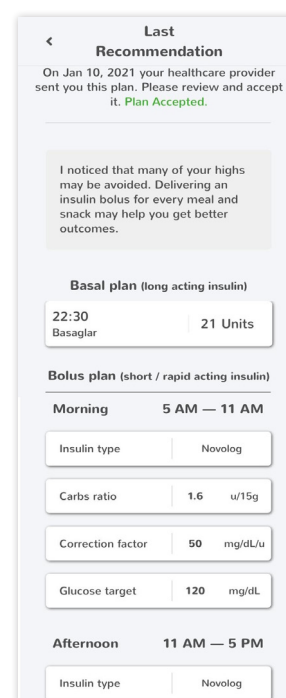 Last
Recommendation
On Jan 10, 2021 your healthcare provider
sent you this plan. Please review and accept
it. Plan Accepted.
I noticed that many of your highs
may be avoided. Delivering an
insulin bolus for every meal and
snack may help you get better
outcomes.
Basal plan (long acting insulin)
22:30
Basaglar
21 Units
Bolus plan (short / rapid acting insulin)
Morning 5 AM — 11 AM
Insulin type Novolog
Carbs ratio 1.6 u/15g
Correction factor 50 mg/dL/u
Glucose target 120 mg/dL
Afternoon 11 AM — 5 PM
Insulin type Novolog